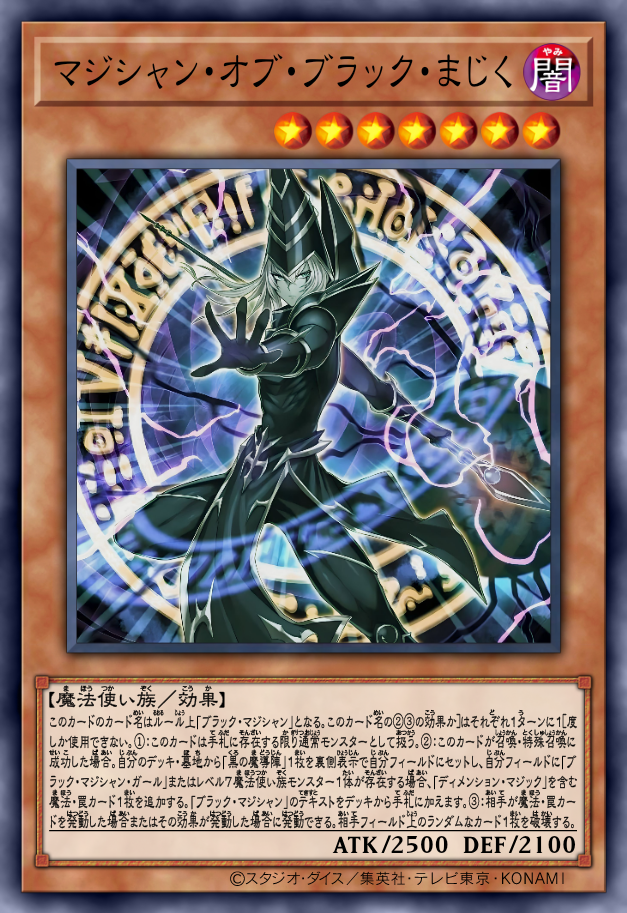 マジシャン・オブ・ブラック・まじく
やみ
闇
【魔法使い族／効果】
このカードのカード名はルール上「ブラック・マジシャン」となる。このカード名の②③の効果か]はそれぞれ1ターンに1[度
しか使用できない。①:このカードは手札に存在する限り通常モンスターとして扱う。②:このカードが召喚・特殊召喚に
成功した場合。自分のデッキ・墓地から「黒の魔導陣」1枚を裏側表示で自分フィールドにセットし、自分フィールドに「ブ
ラック・マジシャン・ガール」またはレベル7魔法使い族モンスター1体が存在する場合、「ディメンション・マジック」を含む
魔法・罠カード1枚を追加する。「ブラック・マジシャン」のテキストをデッキから手札に加えます。③:相手が魔法・罠カー
ドを発動した場合またはその効果が発動した場合に発動できる。相手フィールド上のランダムなカード1枚を破壊する。
ATK/2500 DEF/2100
©スタジオ・ダイス／集英社・テレビ東京・KONAMI